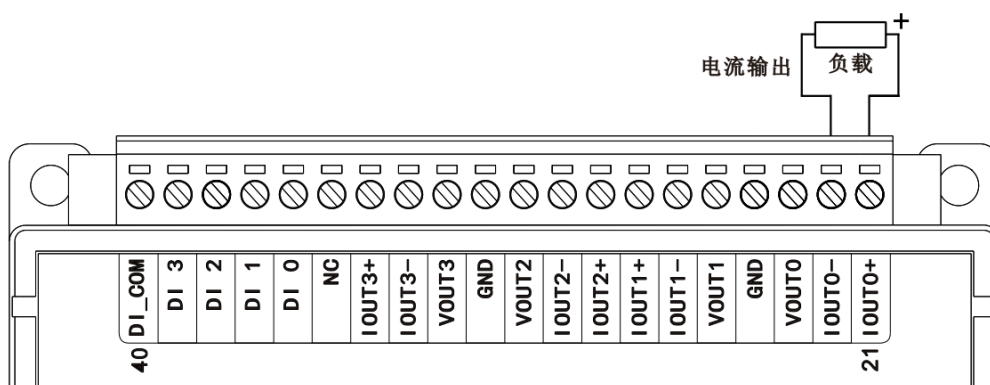 +
电流输出
负载
DI_COM
DI 3
DI 2
DI 1
DI 0
NC
IOUT3+
IOUT3-
VOUT3
GND
VOUT2
IOUT2-
IOUT2+
IOUT1+
IOUT1-
VOUT1
GND
VOUT0
IOUT0-
IOUT0+
40
21